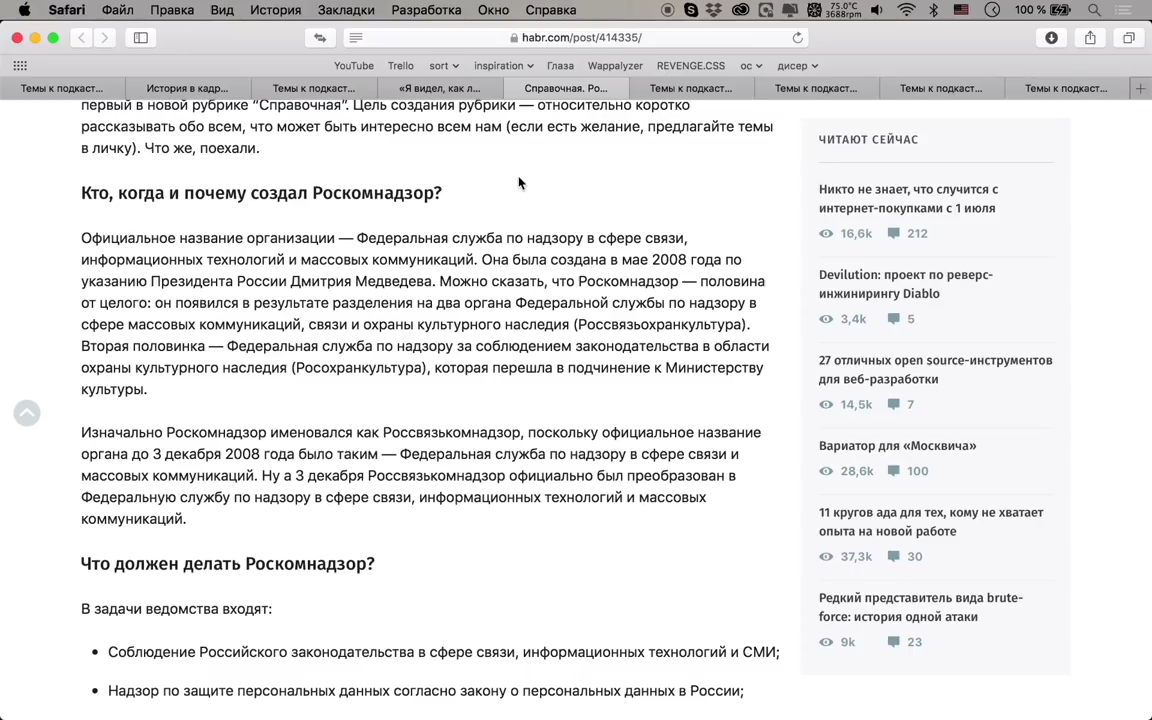 Safari Файл Правка Вид История Закладки Разработка Окно Справка 75.0°C 3688rpm 100 %
habr.com/post/414335/
YouTube Trello sort inspiration Глаза Wappalyzer REVENGE.CSS ос дисер
Темы к подкаст... История в кадр... Темы к подкаст... «Я видел, как л... Справочная. Ро... Темы к подкаст... Темы к подкаст... Темы к подкаст... Темы к подкаст...
первый в новой рубрике “Справочная”. Цель создания рубрики — относительно коротко
рассказывать обо всем, что может быть интересно всем нам (если есть желание, предлагайте темы
в личку). Что же, поехали.
Кто, когда и почему создал Роскомнадзор?
Официальное название организации — Федеральная служба по надзору в сфере связи,
информационных технологий и массовых коммуникаций. Она была создана в мае 2008 года по
указанию Президента России Дмитрия Медведева. Можно сказать, что Роскомнадзор — половина
от целого: он появился в результате разделения на два органа Федеральной службы по надзору в
сфере массовых коммуникаций, связи и охраны культурного наследия (Россвязьохранкультура).
Вторая половинка — Федеральная служба по надзору за соблюдением законодательства в области
охраны культурного наследия (Росохранкультура), которая перешла в подчинение к Министерству
культуры.
Изначально Роскомнадзор именовался как Россвязькомнадзор, поскольку официальное название
органа до 3 декабря 2008 года было таким — Федеральная служба по надзору в сфере связи и
массовых коммуникаций. Ну а 3 декабря Россвязькомнадзор официально был преобразован в
Федеральную службу по надзору в сфере связи, информационных технологий и массовых
коммуникаций.
Что должен делать Роскомнадзор?
В задачи ведомства входят:
• Соблюдение Российского законодательства в сфере связи, информационных технологий и СМИ;
• Надзор по защите персональных данных согласно закону о персональных данных в России;
ЧИТАЮТ СЕЙЧАС
Никто не знает, что случится с
интернет-покупками с 1 июля
16,6k 212
Devilution: проект по реверс-
инжинирингу Diablo
3,4k 5
27 отличных open source-инструментов
для веб-разработки
14,5k 7
Вариатор для «Москвича»
28,6k 100
11 кругов ада для тех, кому не хватает
опыта на новой работе
37,3k 30
Редкий представитель вида brute-
force: история одной атаки
9k 23